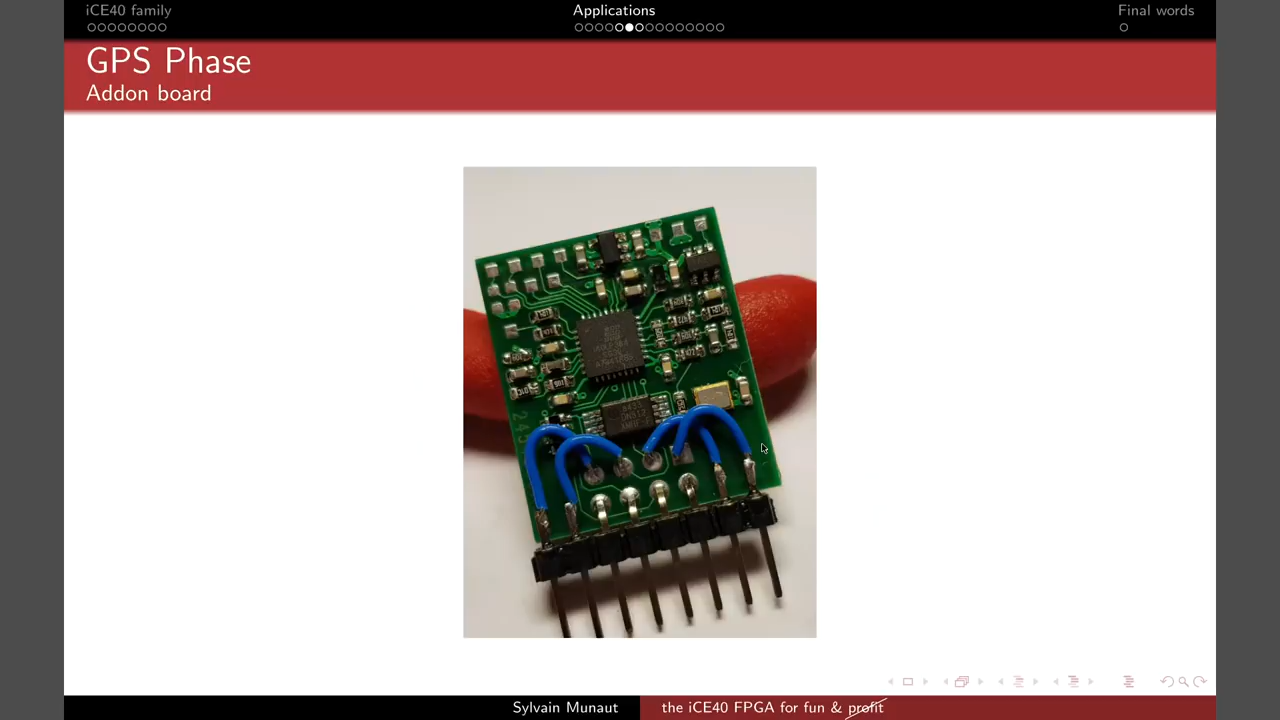 iCE40 family
Applications
Final words
GPS Phase
Addon board
Sylvain Munaut
the iCE40 FPGA for fun & profit